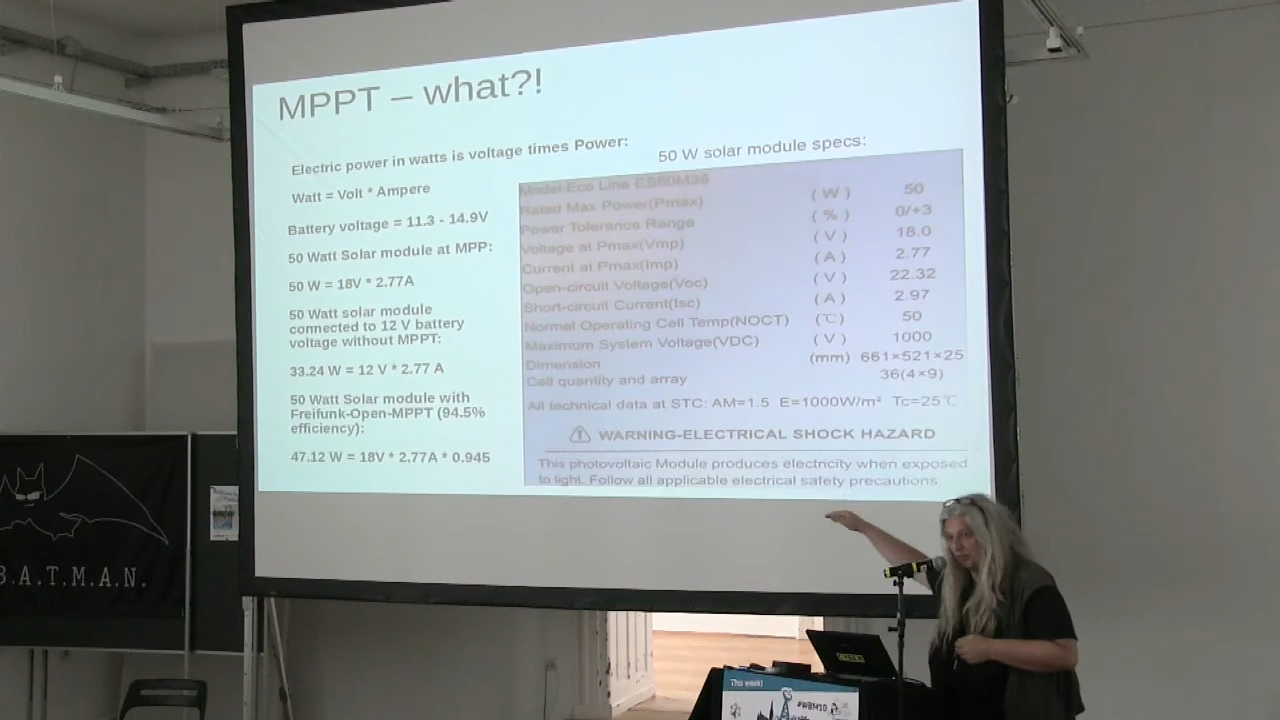 MPPT – what?!
Electric power in watts is voltage times Power:
Watt = Volt * Ampere
Battery voltage = 11.3 - 14.9V
50 Watt Solar module at MPP:
50 W = 18V * 2.77A
50 Watt solar module
connected to 12 V battery
voltage without MPPT:
33.24 W = 12 V * 2.77 A
50 Watt Solar module with
Freifunk-Open-MPPT (94.5%
efficiency):
47.12 W = 18V * 2.77A * 0.945
50 W solar module specs:
Model Eco Line ES50M36
Rated Max Power(Pmax) ( W ) 50
Power Tolerance Range ( % ) 0/+3
Voltage at Pmax(Vmp) ( V ) 18.0
Current at Pmax(Imp) ( A ) 2.77
Open-circuit Voltage(Voc) ( V ) 22.32
Short-circuit Current(Isc) ( A ) 2.97
Normal Operating Cell Temp(NOCT) (℃) 50
Maximum System Voltage(VDC) ( V ) 1000
Dimension (mm) 661×521×25
Cell quantity and array 36(4×9)
All technical data at STC: AM=1.5 E=1000W/m² Tc=25℃
WARNING-ELECTRICAL SHOCK HAZARD
This photovoltaic Module produces electricity when exposed
to light. Follow all applicable electrical safety precautions.
B.A.T.M.A.N.
This week!
#WBM10